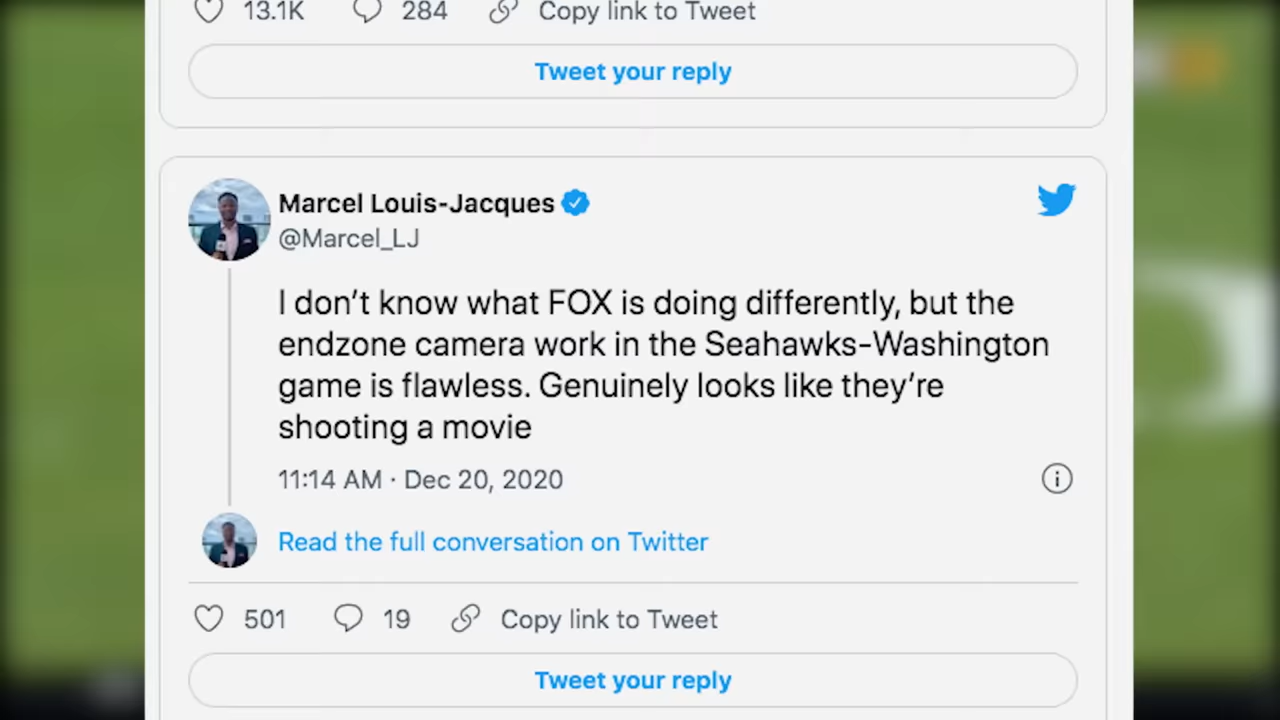 13.1K 284 Copy link to Tweet
Tweet your reply
Marcel Louis-Jacques
@Marcel_LJ
I don't know what FOX is doing differently, but the
endzone camera work in the Seahawks-Washington
game is flawless. Genuinely looks like they're
shooting a movie
11:14 AM · Dec 20, 2020
Read the full conversation on Twitter
501 19 Copy link to Tweet
Tweet your reply